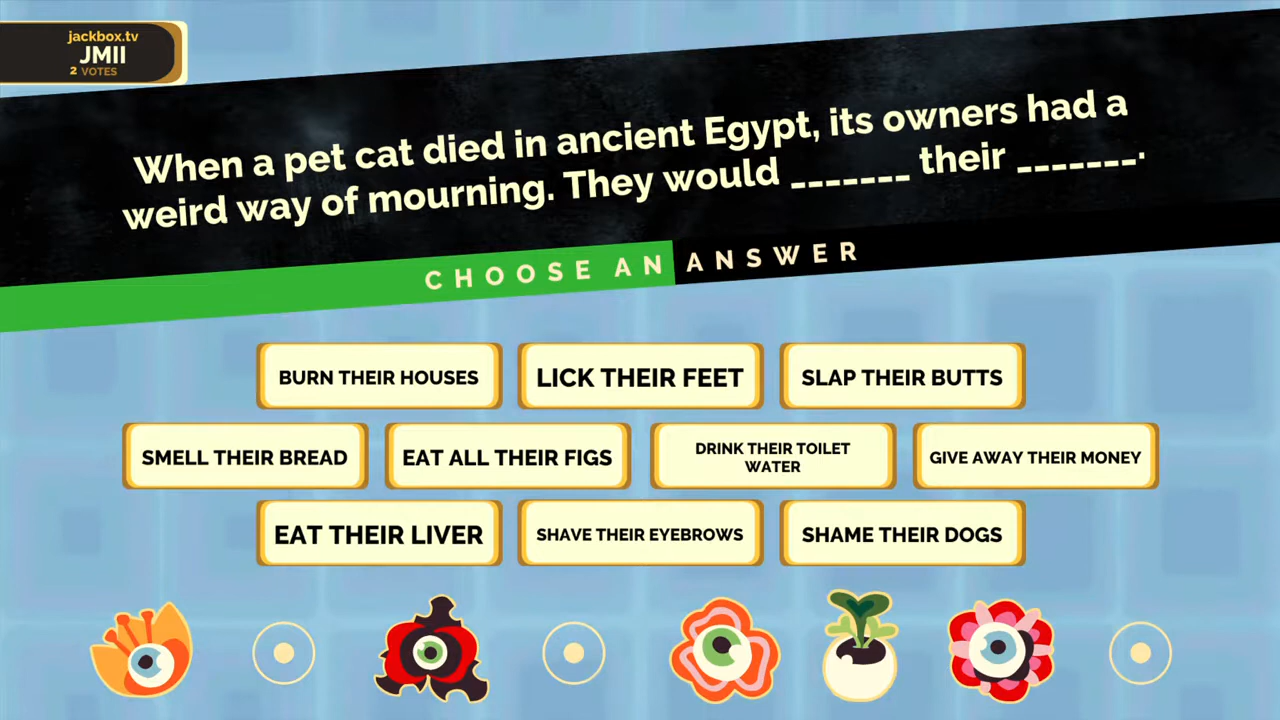 jackbox.tv
JMII
2 VOTES
When a pet cat died in ancient Egypt, its owners had a
weird way of mourning. They would _______ their _______.
CHOOSE AN ANSWER
BURN THEIR HOUSES
LICK THEIR FEET
SLAP THEIR BUTTS
SMELL THEIR BREAD
EAT ALL THEIR FIGS
DRINK THEIR TOILET
WATER
GIVE AWAY THEIR MONEY
EAT THEIR LIVER
SHAVE THEIR EYEBROWS
SHAME THEIR DOGS